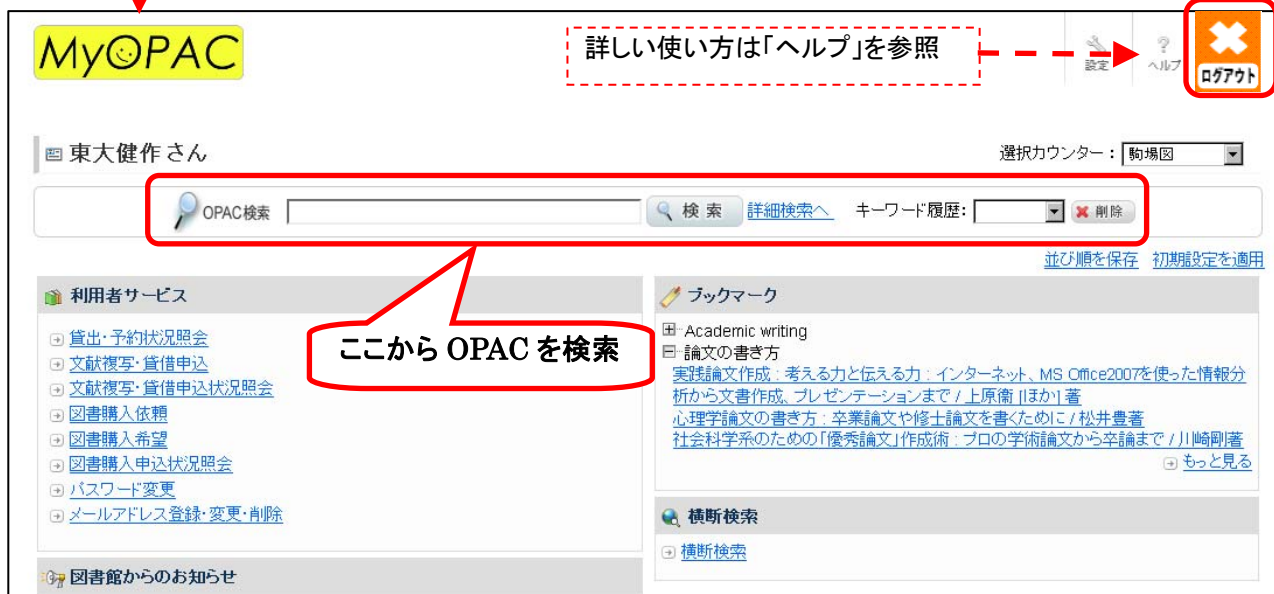 MyOPAC
詳しい使い方は「ヘルプ」を参照
設定
?
ヘルプ
ログアウト
東大健作さん
選択カウンター： 駒場図
OPAC検索
検 索
詳細検索へ
キーワード履歴：
削除
並び順を保存 初期設定を適用
利用者サービス
貸出・予約状況照会
文献複写・貸借申込
文献複写・貸借申込状況照会
図書購入依頼
図書購入希望
図書購入申込状況照会
パスワード変更
メールアドレス登録・変更・削除
ここから OPAC を検索
図書館からのお知らせ
ブックマーク
Academic writing
論文の書き方
実践論文作成 : 考える力と伝える力 : インターネット、MS Office2007を使った情報分
析から文書作成、プレゼンテーションまで / 上原衛 [ほか] 著
心理学論文の書き方 : 卒業論文や修士論文を書くために / 松井豊著
社会科学系のための「優秀論文」作成術 : プロの学術論文から卒論まで / 川崎剛著
もっと見る
横断検索
横断検索